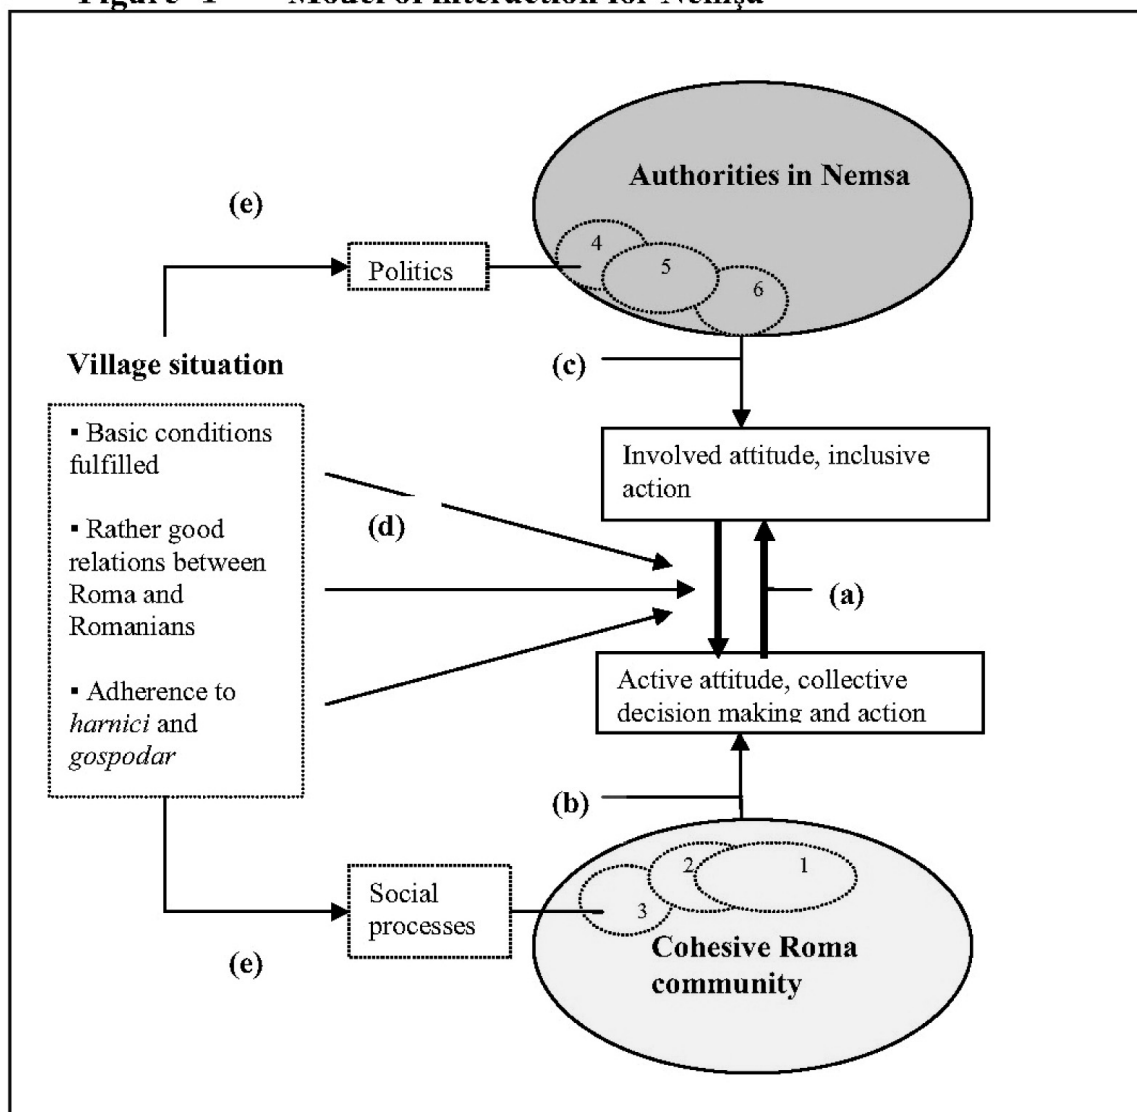 Figure 1 Model of interaction for Nemşa
Authorities in Nemsa
(e)
4
5
6
Politics
(c)
Village situation
▪ Basic conditions
fulfilled
▪ Rather good
relations between
Roma and
Romanians
▪ Adherence to
harnici and
gospodar
(d)
Involved attitude, inclusive
action
(a)
Active attitude, collective
decision making and action
(b)
Social
processes
(e)
1
2
3
Cohesive Roma
community